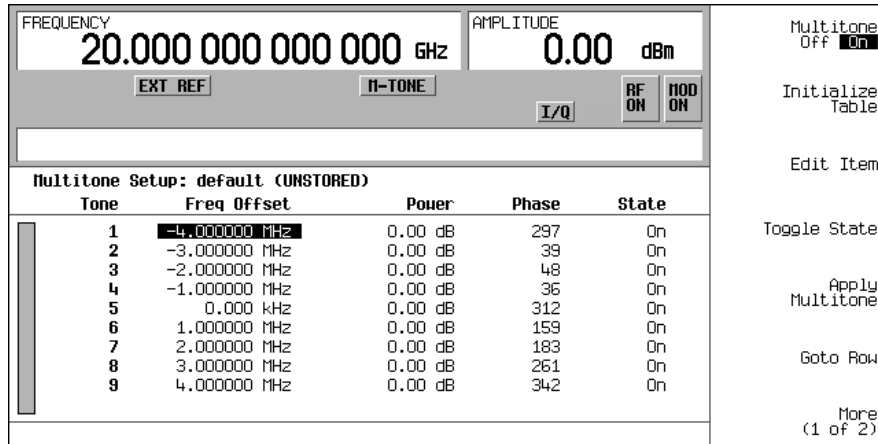 FREQUENCY
20.000 000 000 000 GHz
AMPLITUDE
0.00 dBm
EXT REF
M-TONE
I/Q
RF ON
MOD ON
Multitone Setup: default (UNSTORED)
Tone Freq Offset Power Phase State
1 -4.000000 MHz 0.00 dB 297 On
2 -3.000000 MHz 0.00 dB 39 On
3 -2.000000 MHz 0.00 dB 48 On
4 -1.000000 MHz 0.00 dB 36 On
5 0.000 kHz 0.00 dB 312 On
6 1.000000 MHz 0.00 dB 159 On
7 2.000000 MHz 0.00 dB 183 On
8 3.000000 MHz 0.00 dB 261 On
9 4.000000 MHz 0.00 dB 342 On
Multitone
Off On
Initialize
Table
Edit Item
Toggle State
Apply
Multitone
Goto Row
More
(1 of 2)